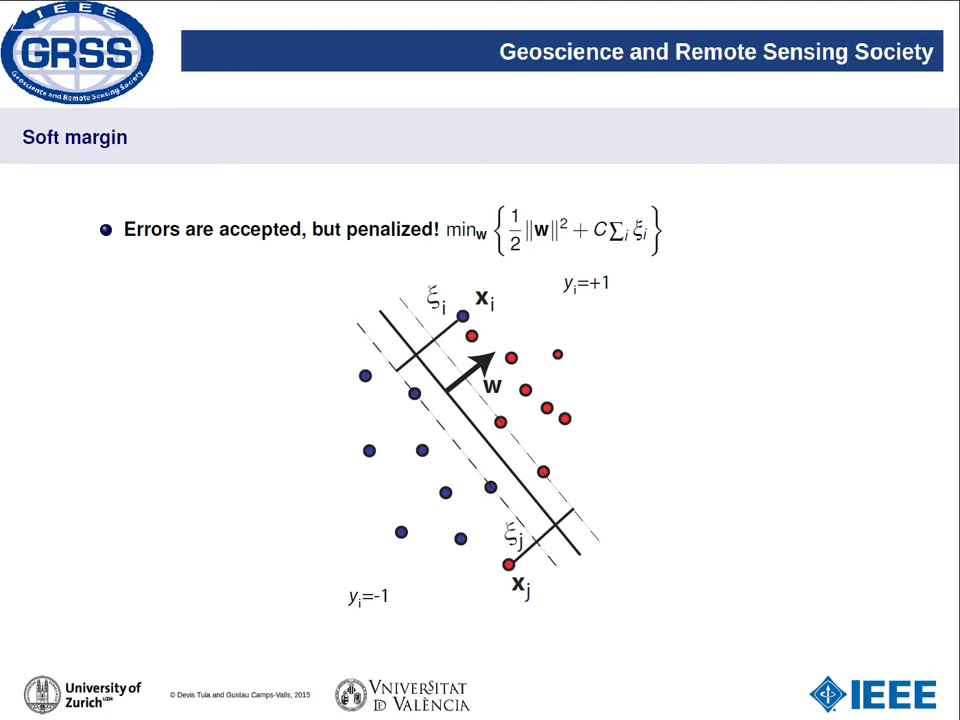 IEEE
GRSS
Geoscience and Remote Sensing Society
Geoscience and Remote Sensing Society
Soft margin
Errors are accepted, but penalized! min_w { 1/2 ||w||² + C∑_i ξ_i }
y_i=+1
ξ_i x_i
w
ξ_j
x_j
y_i=-1
University of
Zurich UZH
© Devis Tuia and Gustau Camps-Valls, 2015
VNIVERSITAT
ID VALÈNCIA
IEEE